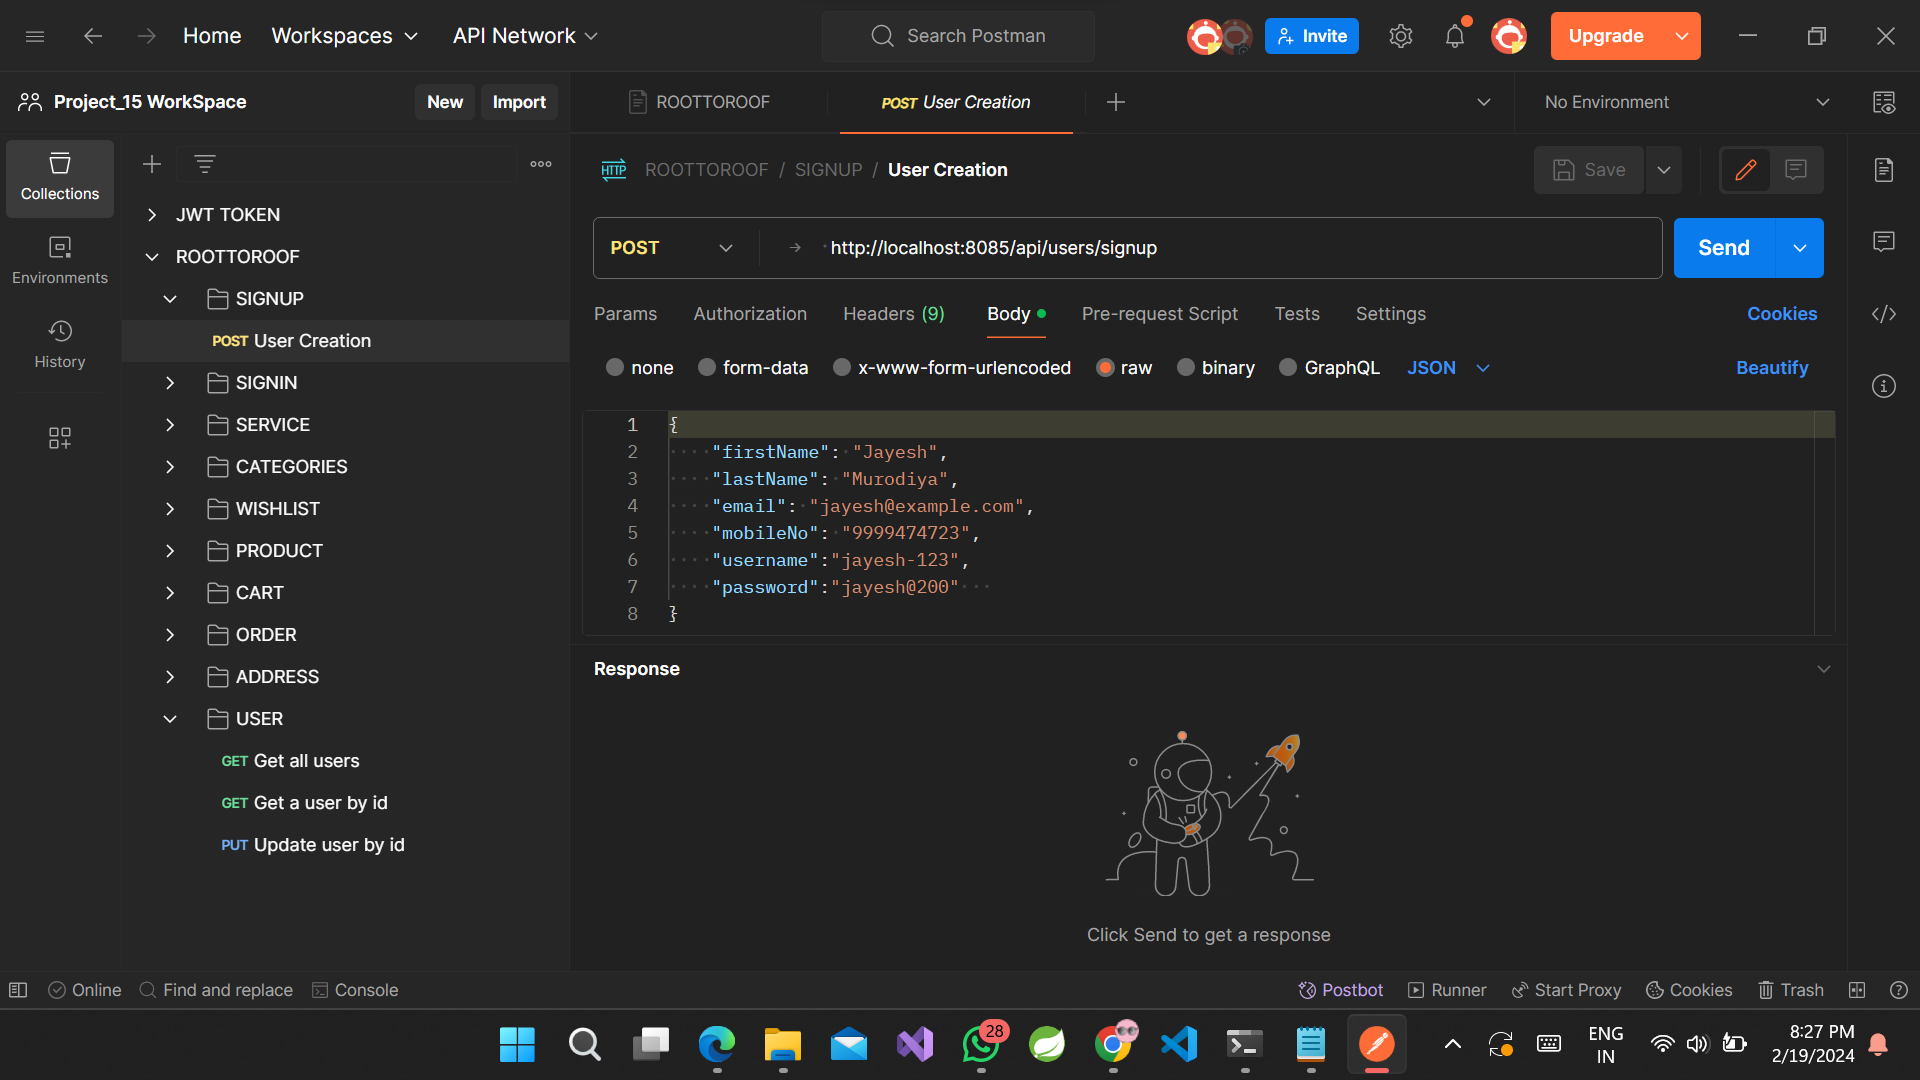 Home Workspaces API Network Search Postman Invite Upgrade
Project_15 WorkSpace New Import ROOTTOROOF POST User Creation No Environment
HTTP ROOTTOROOF / SIGNUP / User Creation Save
Collections
Environments
History
JWT TOKEN
ROOTTOROOF
SIGNUP
POST User Creation
SIGNIN
SERVICE
CATEGORIES
WISHLIST
PRODUCT
CART
ORDER
ADDRESS
USER
GET Get all users
GET Get a user by id
PUT Update user by id
POST http://localhost:8085/api/users/signup Send
Params Authorization Headers (9) Body Pre-request Script Tests Settings Cookies
none form-data x-www-form-urlencoded raw binary GraphQL JSON Beautify
1 {
2 "firstName": "Jayesh",
3 "lastName": "Murodiya",
4 "email": "jayesh@example.com",
5 "mobileNo": "9999474723",
6 "username":"jayesh-123",
7 "password":"jayesh@200"
8 }
Response
Click Send to get a response
Online Find and replace Console Postbot Runner Start Proxy Cookies Trash
28
ENG
IN
8:27 PM
2/19/2024